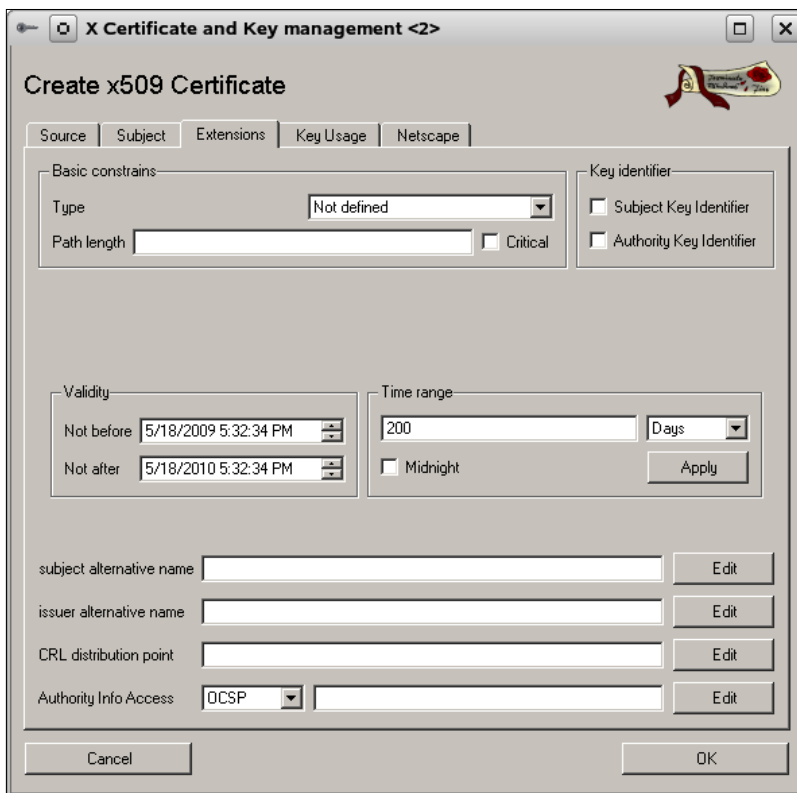 X Certificate and Key management <2>
Create x509 Certificate
Source Subject Extensions Key Usage Netscape
Basic constrains
Type Not defined
Path length Critical
Key identifier
Subject Key Identifier
Authority Key Identifier
Validity
Not before 5/18/2009 5:32:34 PM
Not after 5/18/2010 5:32:34 PM
Time range
200 Days
Midnight Apply
subject alternative name Edit
issuer alternative name Edit
CRL distribution point Edit
Authority Info Access OCSP Edit
Cancel OK